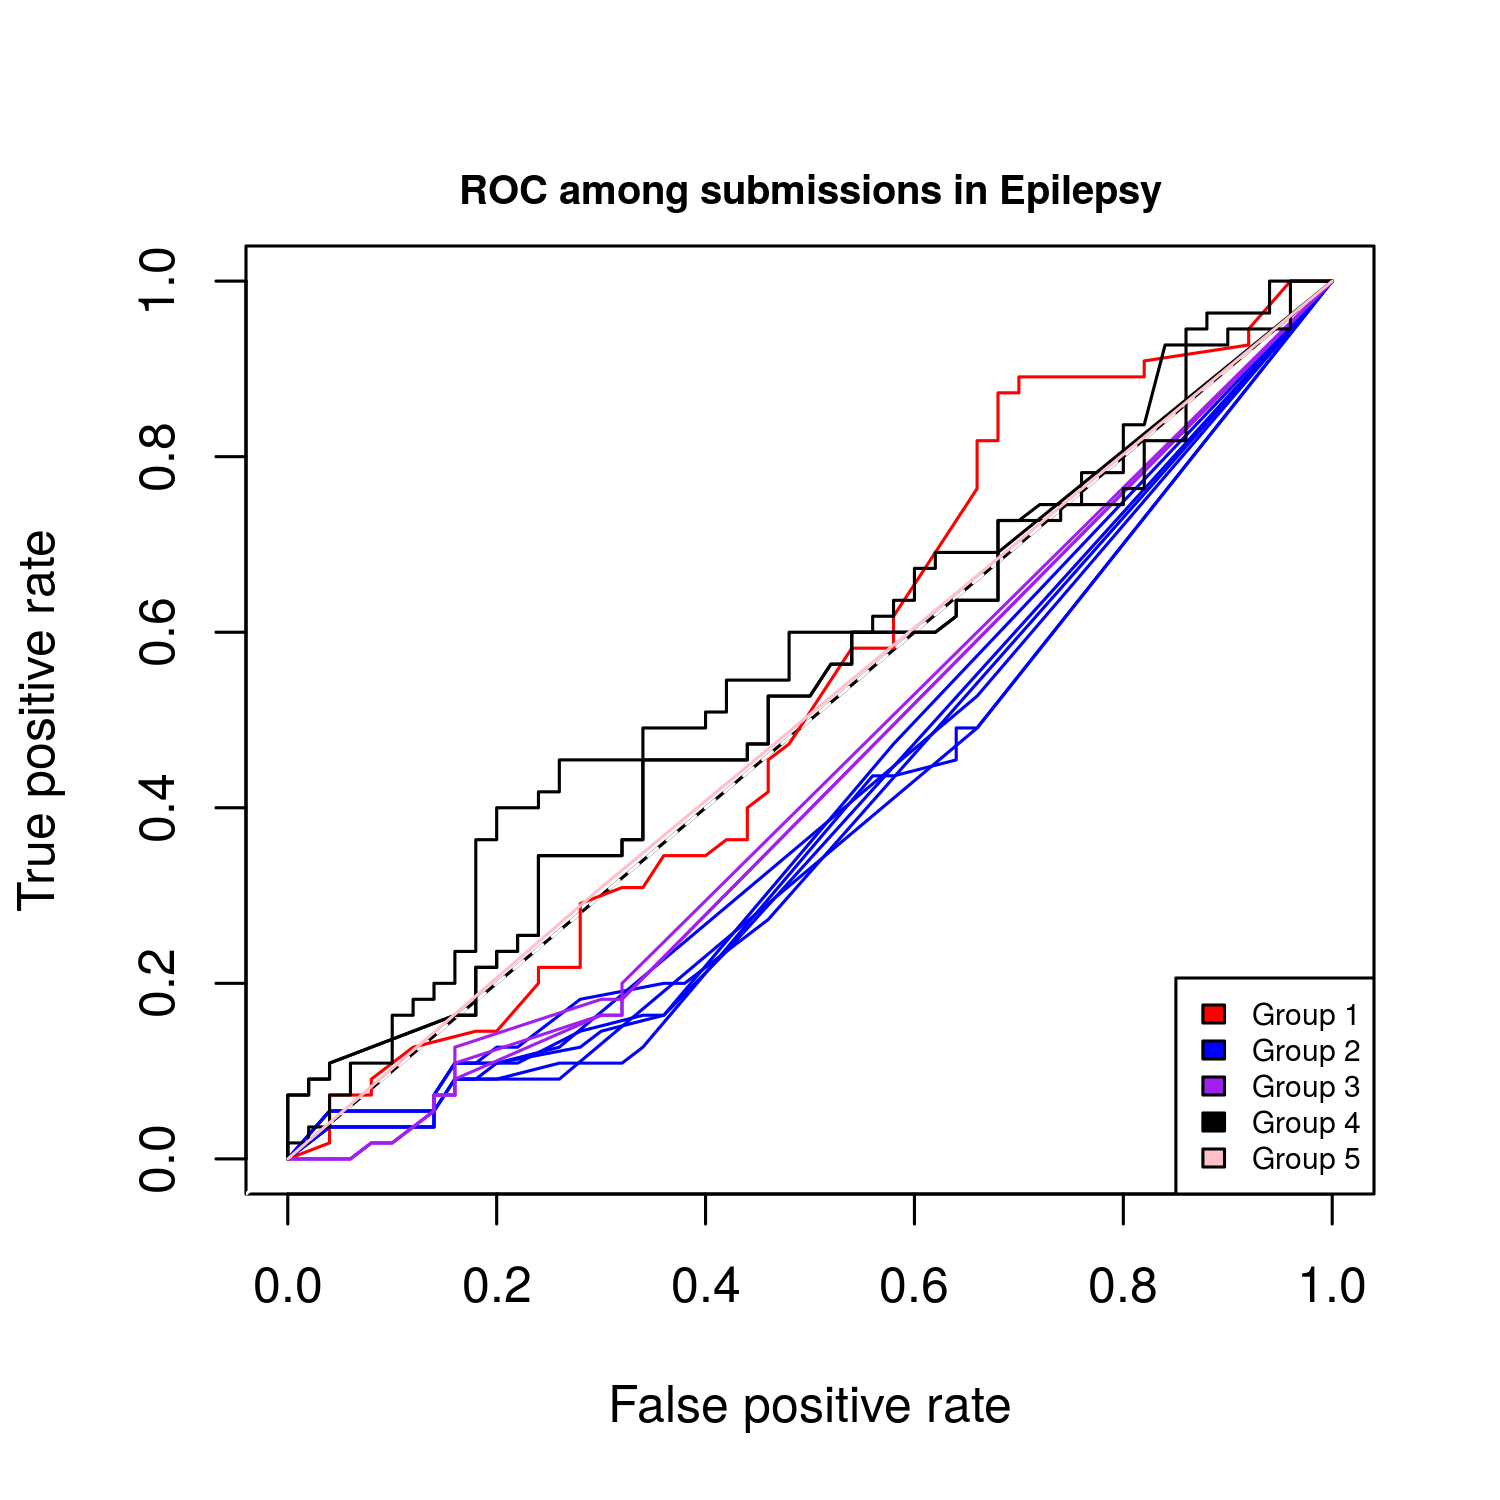 ROC among submissions in Epilepsy
True positive rate
1.0
0.8
0.6
0.4
0.2
0.0
0.0 0.2 0.4 0.6 0.8 1.0
False positive rate
Group 1
Group 2
Group 3
Group 4
Group 5